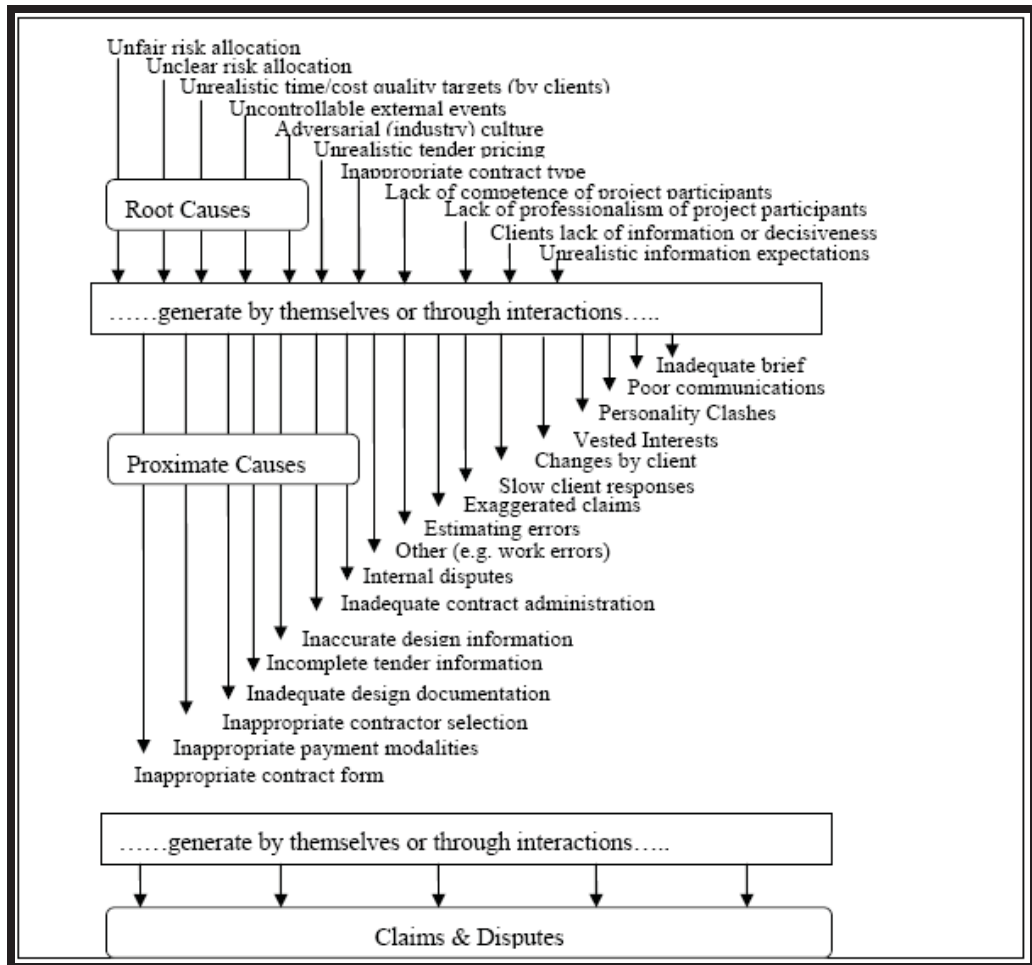 Unfair risk allocation
Unclear risk allocation
Unrealistic time/cost quality targets (by clients)
Uncontrollable external events
Adversarial (industry) culture
Unrealistic tender pricing
Inappropriate contract type
Lack of competence of project participants
Root Causes
Lack of professionalism of project participants
Clients lack of information or decisiveness
Unrealistic information expectations
……generate by themselves or through interactions…..
Inadequate brief
Poor communications
Personality Clashes
Vested Interests
Proximate Causes
Changes by client
Slow client responses
Exaggerated claims
Estimating errors
Other (e.g. work errors)
Internal disputes
Inadequate contract administration
Inaccurate design information
Incomplete tender information
Inadequate design documentation
Inappropriate contractor selection
Inappropriate payment modalities
Inappropriate contract form
……generate by themselves or through interactions…..
Claims & Disputes